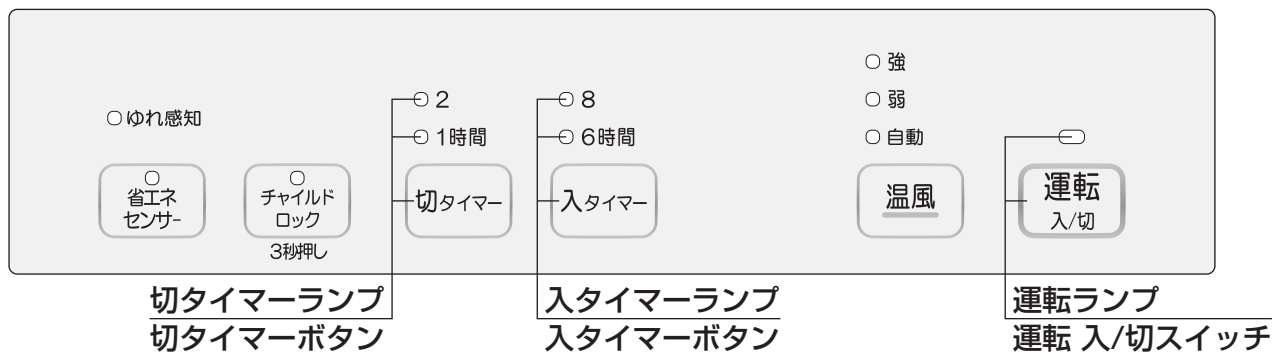 強
2
8
弱
ゆれ感知
1時間
6時間
自動
省エネ
センサー
チャイルド
ロック
3秒押し
切タイマー
入タイマー
温風
運転
入/切
切タイマーランプ
切タイマーボタン
入タイマーランプ
入タイマーボタン
運転ランプ
運転 入/切スイッチ